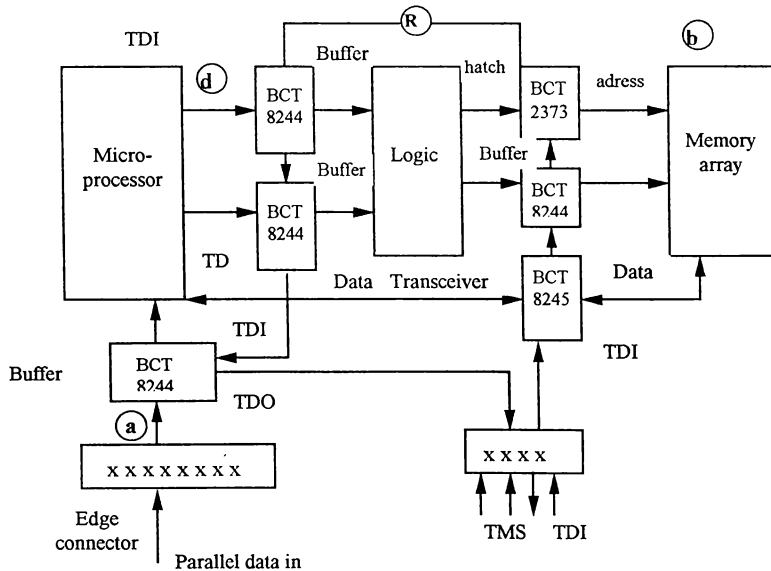 R
TDI
Buffer
b
d
hatch
adress
BCT
8244
BCT
2373
Micro-
processor
Logic
Memory
array
Buffer
Buffer
BCT
8244
BCT
8244
TD
Data Transceiver
BCT
8245
Data
TDI
TDI
Buffer
BCT
8244
TDO
a
x x x x x x x x
x x x x
Edge
connector
TMS
TDI
Parallel data in